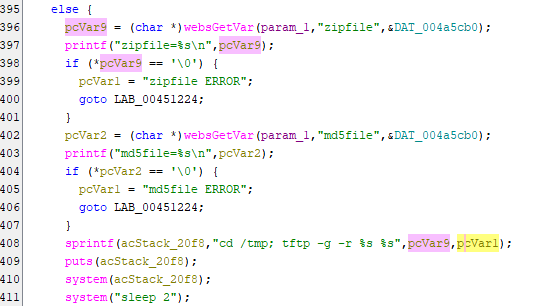 395 else {
396 pcVar9 = (char *)websGetVar(param_1,"zipfile",&DAT_004a5cb0);
397 printf("zipfile=%s\n",pcVar9);
398 if (*pcVar9 == '\0') {
399 pcVar1 = "zipfile ERROR";
400 goto LAB_00451224;
401 }
402 pcVar2 = (char *)websGetVar(param_1,"md5file",&DAT_004a5cb0);
403 printf("md5file=%s\n",pcVar2);
404 if (*pcVar2 == '\0') {
405 pcVar1 = "md5file ERROR";
406 goto LAB_00451224;
407 }
408 sprintf(acStack_20f8,"cd /tmp; tftp -g -r %s %s",pcVar9,pcVar1);
409 puts(acStack_20f8);
410 system(acStack_20f8);
411 system("sleep 2");